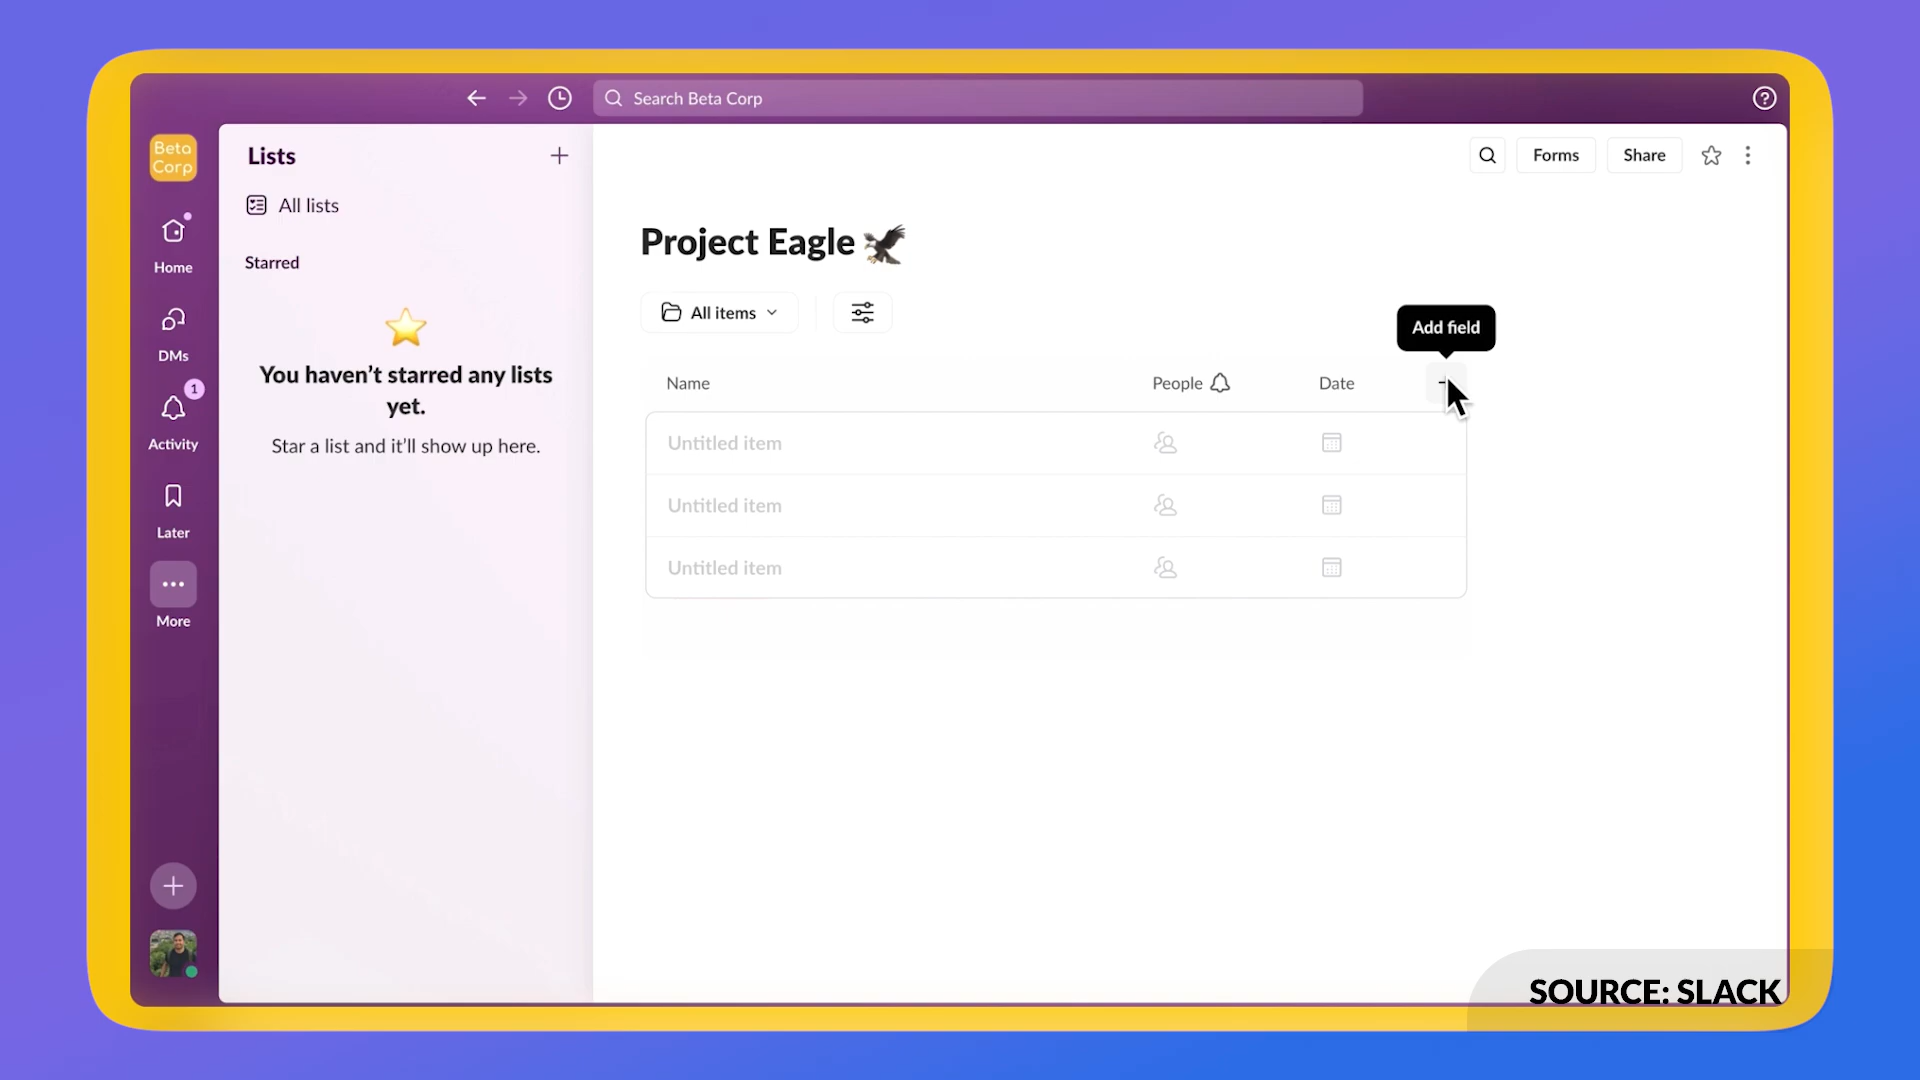 Search Beta Corp
Beta
Corp
Home
DMs
1
Activity
Later
More
Lists
All lists
Starred
You haven’t starred any lists
yet.
Star a list and it’ll show up here.
Forms
Share
Project Eagle
All items
Add field
Name
People
Date
Untitled item
Untitled item
Untitled item
SOURCE: SLACK